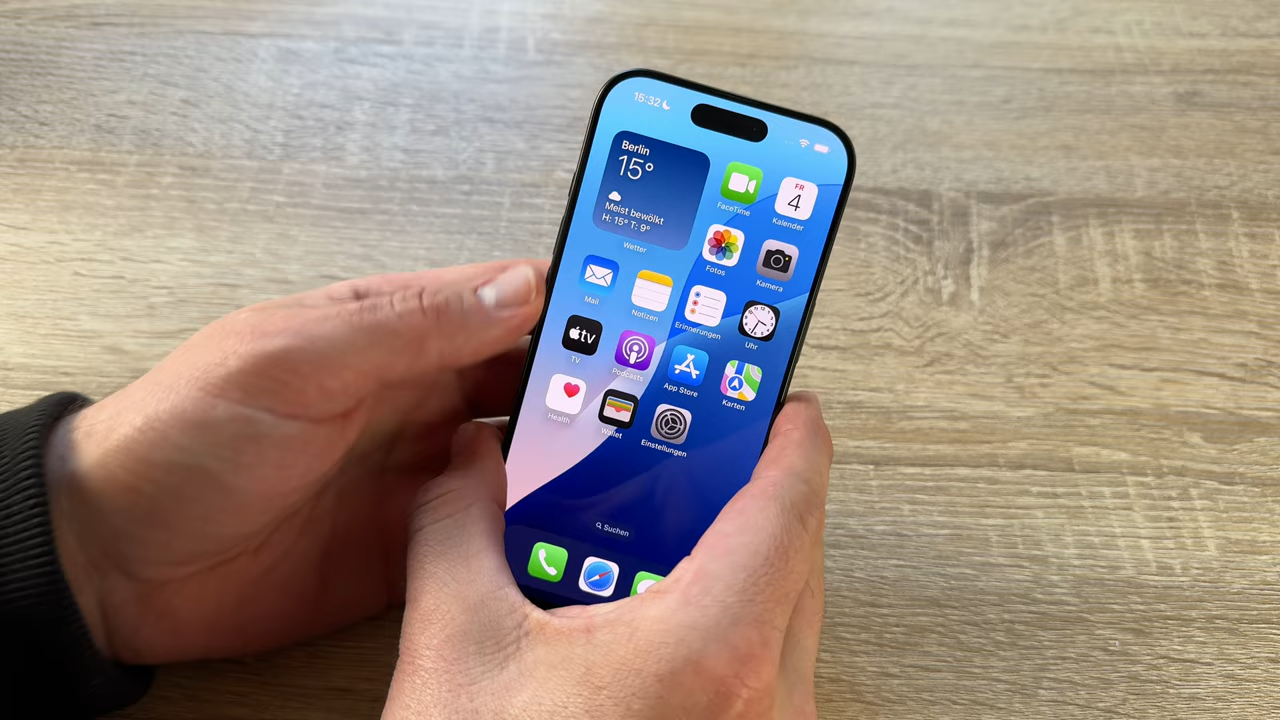 15:32
Berlin
15°
Meist bewölkt
H: 15° T: 9°
Wetter
FaceTime
FR
4
Kalender
Fotos
Kamera
Mail
Notizen
Erinnerungen
Uhr
tv
TV
Podcasts
App Store
Karten
Health
Wallet
Einstellungen
Suchen